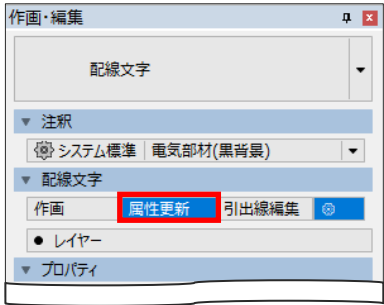 作画・編集
配線文字
注釈
システム標準 電気部材(黒背景)
配線文字
作画 属性更新 引出線編集
レイヤー
プロパティ